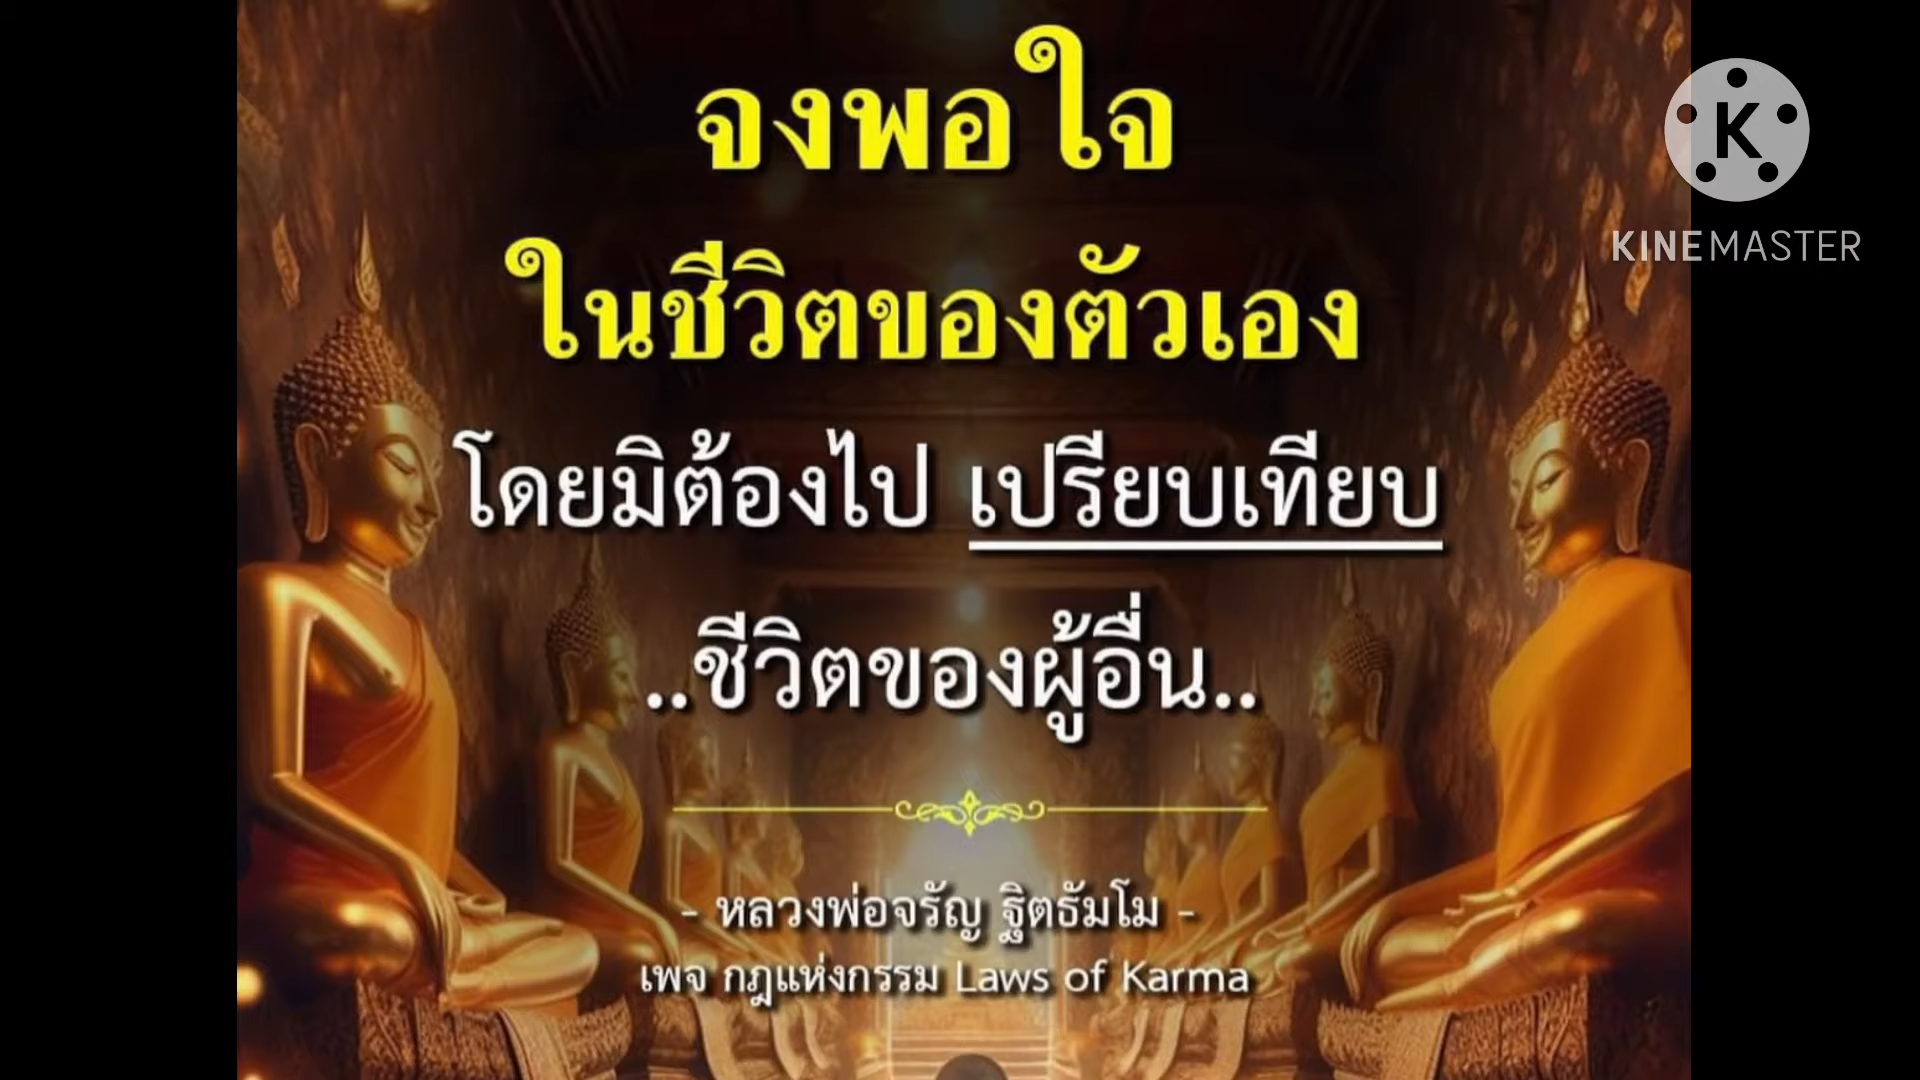 จงพอใจ
ในชีวิตของตัวเอง
โดยมิต้องไป เปรียบเทียบ
..ชีวิตของผู้อื่น..
- หลวงพ่อจรัญ ฐิตธัมโม -
เพจ กฎแห่งกรรม Laws of Karma
K
KINEMASTER